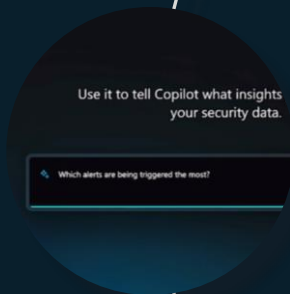 Use it to tell Copilot what insights
your security data.
Which alerts are being triggered the most?